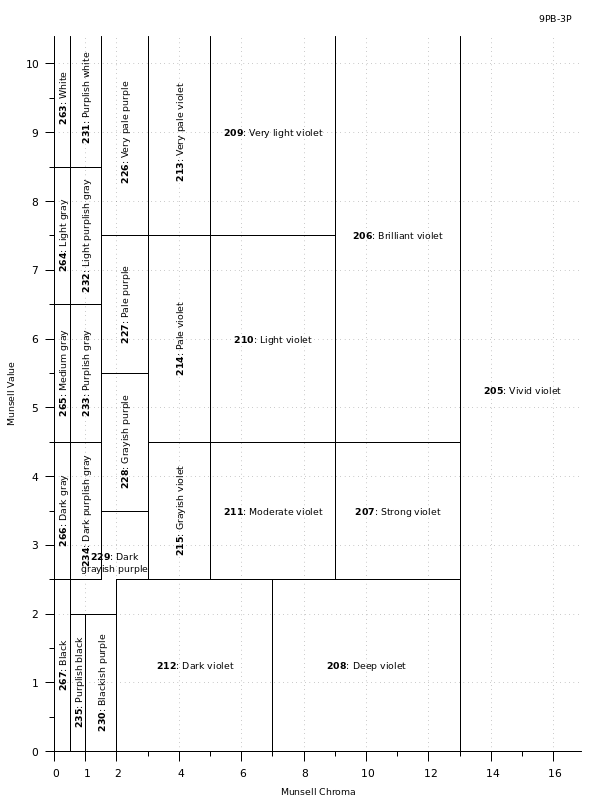 9PB-3P
10
9
8
7
6
5
4
3
2
1
0
Munsell Value
263: White
231: Purplish white
226: Very pale purple
213: Very pale violet
209: Very light violet
206: Brilliant violet
264: Light gray
232: Light purplish gray
227: Pale purple
214: Pale violet
210: Light violet
205: Vivid violet
265: Medium gray
233: Purplish gray
228: Grayish purple
266: Dark gray
234: Dark purplish gray
229: Dark
grayish purple
215: Grayish violet
211: Moderate violet
207: Strong violet
267: Black
235: Purplish black
230: Blackish purple
212: Dark violet
208: Deep violet
0 1 2 4 6 8 10 12 14 16
Munsell Chroma